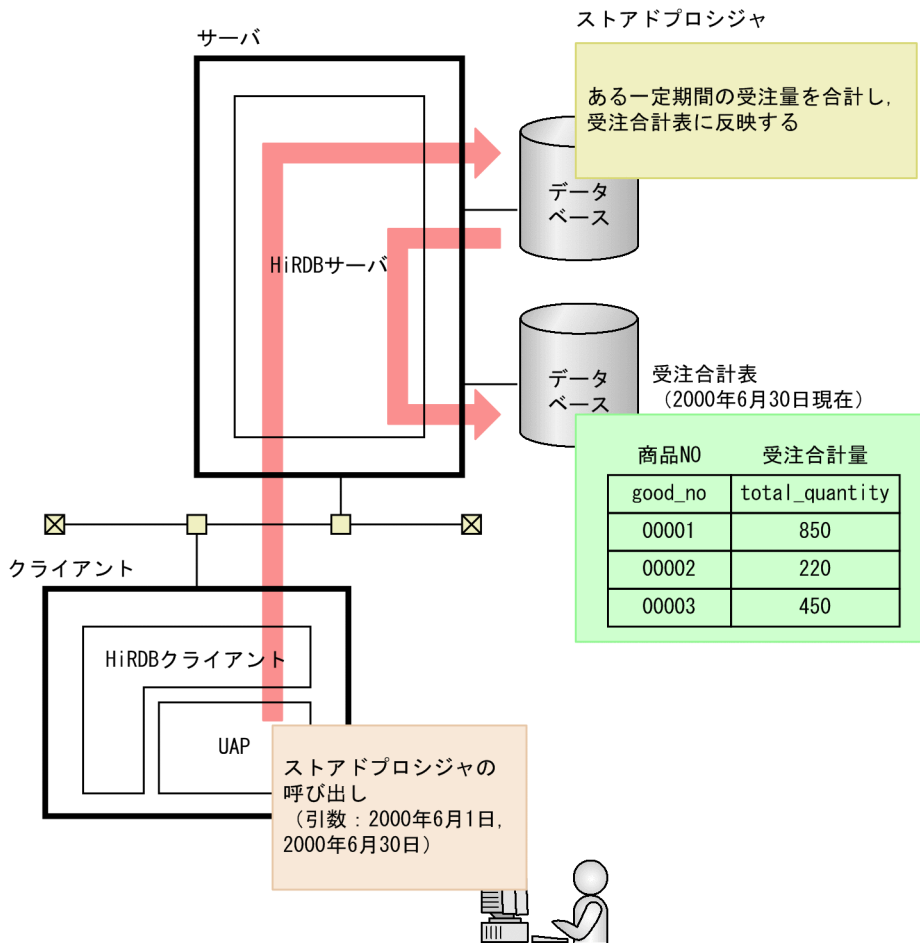 ストアドプロシジャ
サーバ
ある一定期間の受注量を合計し,
受注合計表に反映する
データ
ベース
HiRDBサーバ
データ
ベース
受注合計表
（2000年6月30日現在）
商品NO 受注合計量
good_no total_quantity
00001 850
00002 220
00003 450
クライアント
HiRDBクライアント
UAP
ストアドプロシジャの
呼び出し
（引数：2000年6月1日,
2000年6月30日）